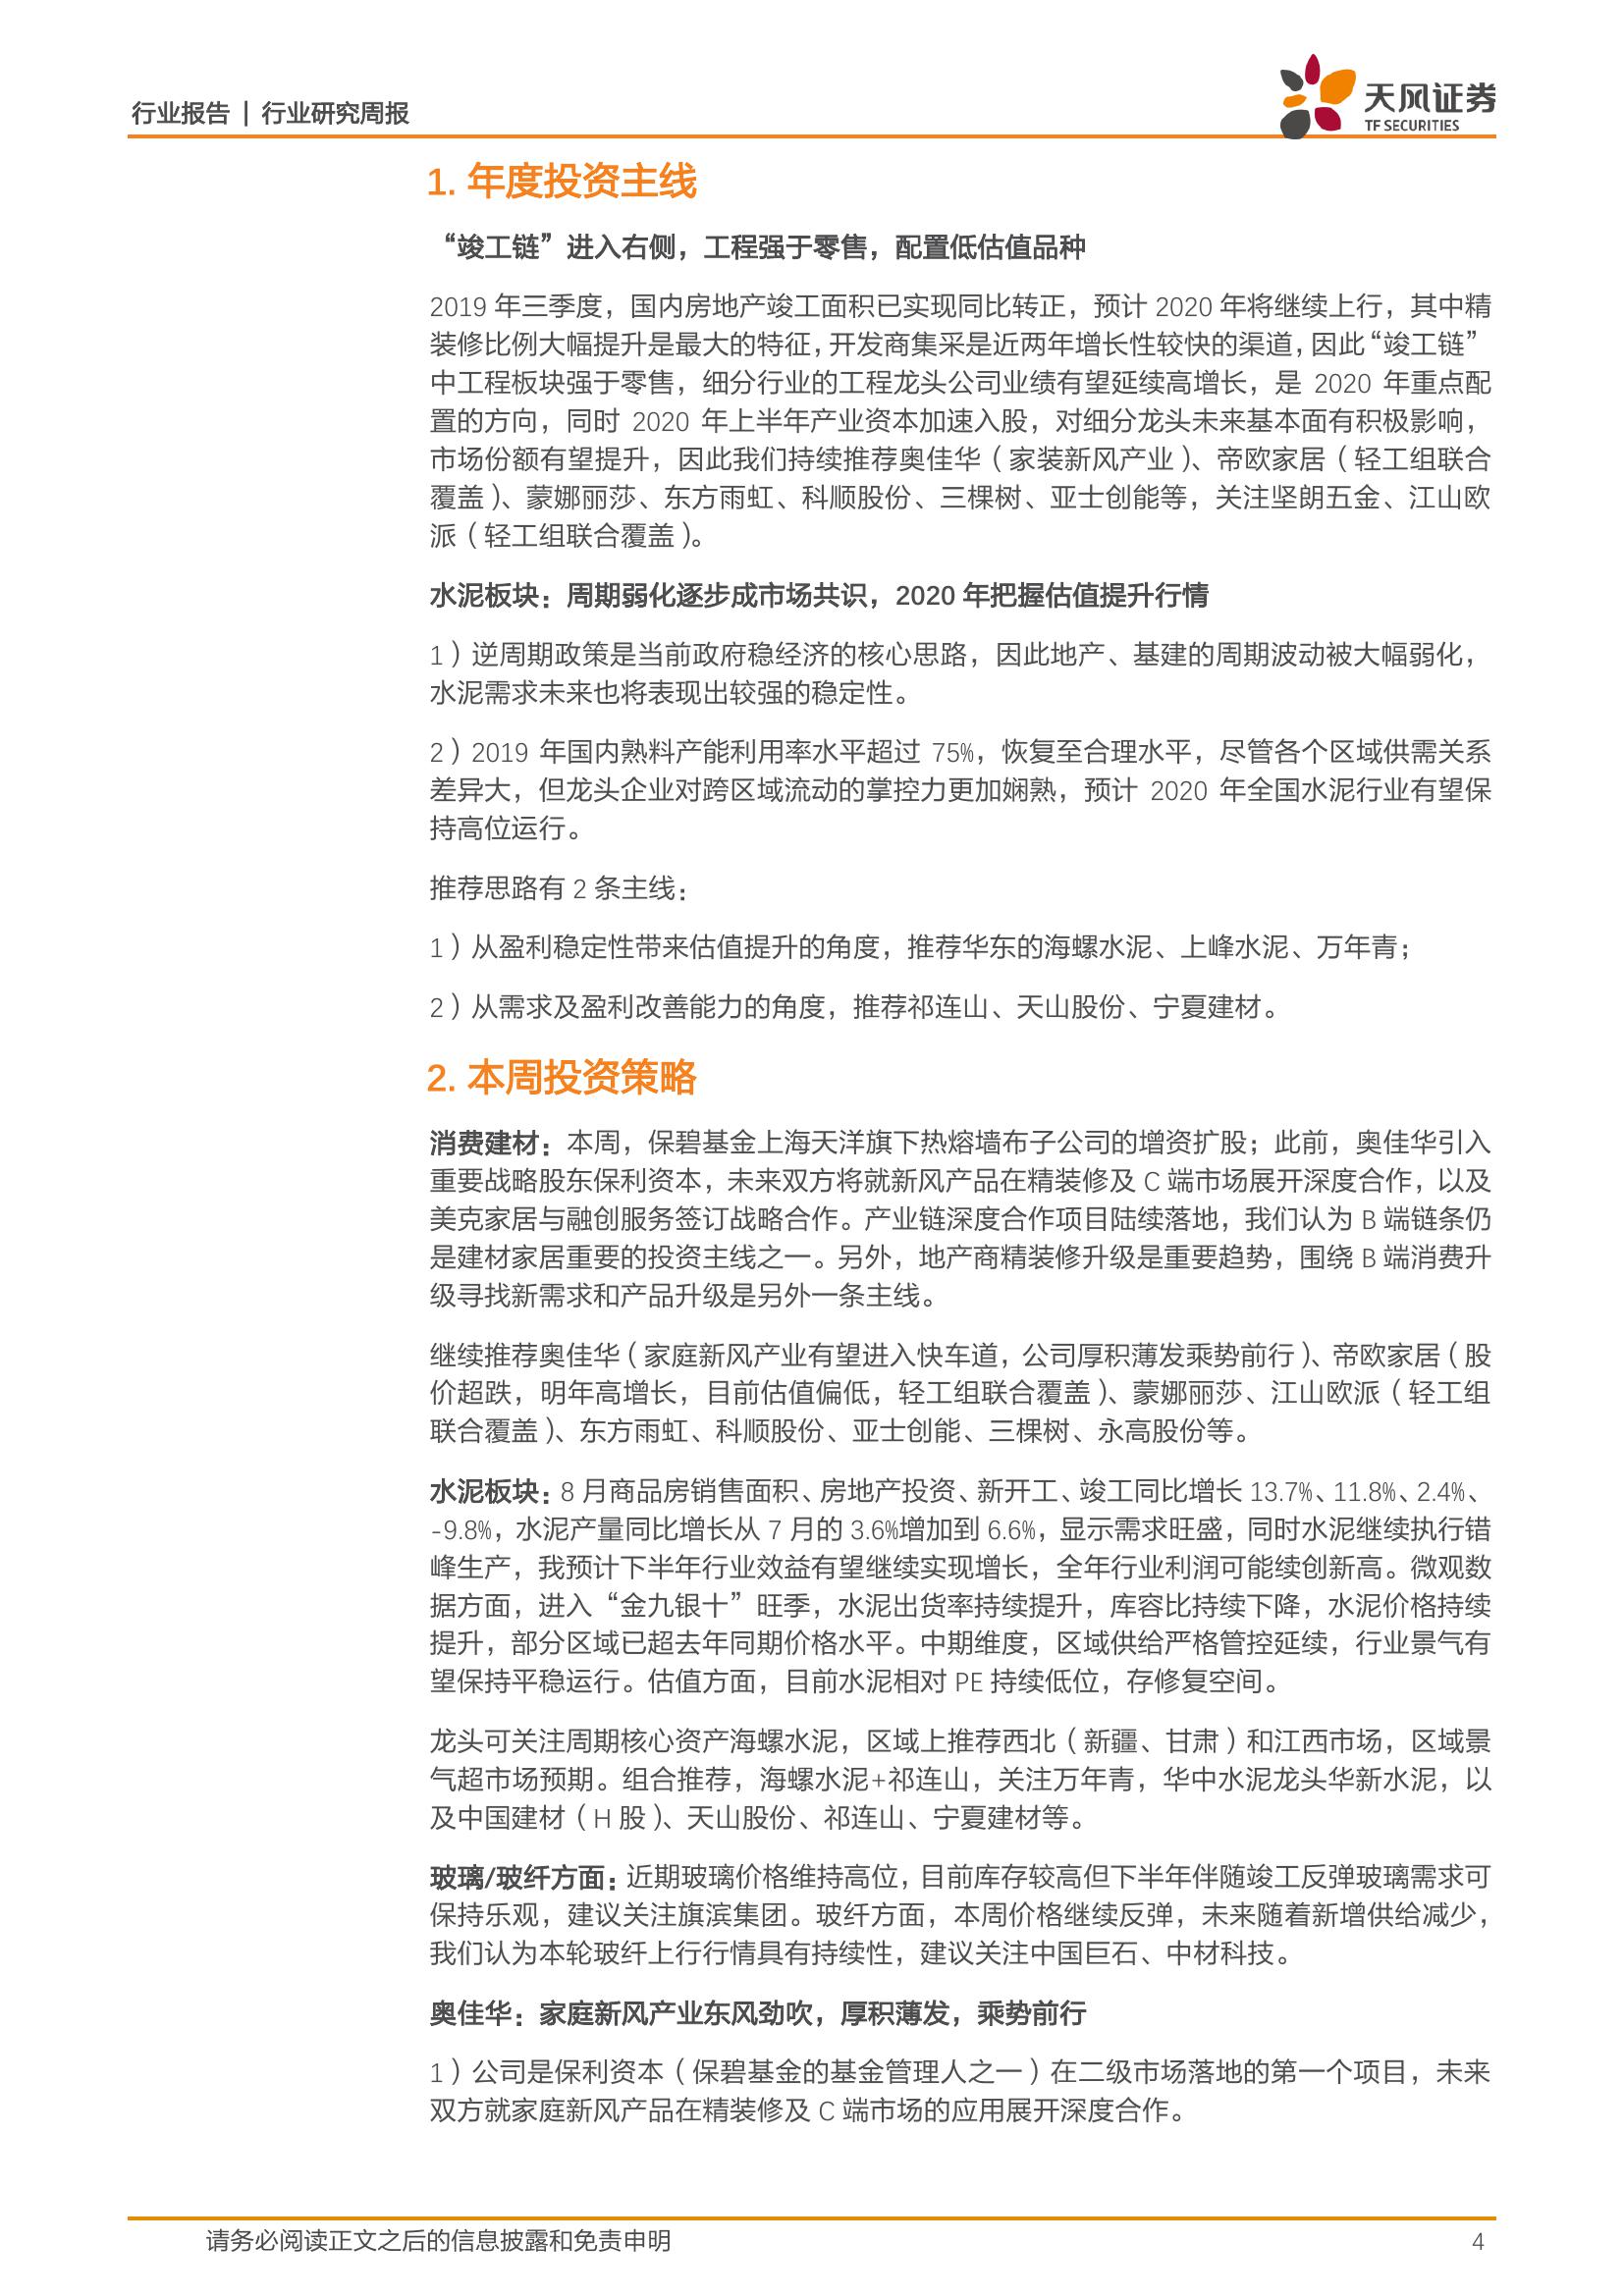 行业报告 | 行业研究周报
天风证券
TF SECURITIES
1. 年度投资主线
“竣工链”进入右侧，工程强于零售，配置低估值品种
2019 年三季度，国内房地产竣工面积已实现同比转正，预计 2020 年将继续上行，其中精
装修比例大幅提升是最大的特征，开发商集采是近两年增长性较快的渠道，因此“竣工链”
中工程板块强于零售，细分行业的工程龙头公司业绩有望延续高增长，是 2020 年重点配
置的方向，同时 2020 年上半年产业资本加速入股，对细分龙头未来基本面有积极影响，
市场份额有望提升，因此我们持续推荐奥佳华（家装新风产业）、帝欧家居（轻工组联合
覆盖）、蒙娜丽莎、东方雨虹、科顺股份、三棵树、亚士创能等，关注坚朗五金、江山欧
派（轻工组联合覆盖）。
水泥板块：周期弱化逐步成市场共识，2020 年把握估值提升行情
1）逆周期政策是当前政府稳经济的核心思路，因此地产、基建的周期波动被大幅弱化，
水泥需求未来也将表现出较强的稳定性。
2）2019 年国内熟料产能利用率水平超过 75%，恢复至合理水平，尽管各个区域供需关系
差异大，但龙头企业对跨区域流动的掌控力更加娴熟，预计 2020 年全国水泥行业有望保
持高位运行。
推荐思路有 2 条主线：
1）从盈利稳定性带来估值提升的角度，推荐华东的海螺水泥、上峰水泥、万年青；
2）从需求及盈利改善能力的角度，推荐祁连山、天山股份、宁夏建材。
2. 本周投资策略
消费建材：本周，保碧基金上海天洋旗下热熔墙布子公司的增资扩股；此前，奥佳华引入
重要战略股东保利资本，未来双方将就新风产品在精装修及 C 端市场展开深度合作，以及
美克家居与融创服务签订战略合作。产业链深度合作项目陆续落地，我们认为 B 端链条仍
是建材家居重要的投资主线之一。另外，地产商精装修升级是重要趋势，围绕 B 端消费升
级寻找新需求和产品升级是另外一条主线。
继续推荐奥佳华（家庭新风产业有望进入快车道，公司厚积薄发乘势前行）、帝欧家居（股
价超跌，明年高增长，目前估值偏低，轻工组联合覆盖）、蒙娜丽莎、江山欧派（轻工组
联合覆盖）、东方雨虹、科顺股份、亚士创能、三棵树、永高股份等。
水泥板块：8 月商品房销售面积、房地产投资、新开工、竣工同比增长 13.7%、11.8%、2.4%、
-9.8%，水泥产量同比增长从 7 月的 3.6%增加到 6.6%，显示需求旺盛，同时水泥继续执行错
峰生产，我预计下半年行业效益有望继续实现增长，全年行业利润可能续创新高。微观数
据方面，进入“金九银十”旺季，水泥出货率持续提升，库容比持续下降，水泥价格持续
提升，部分区域已超去年同期价格水平。中期维度，区域供给严格管控延续，行业景气有
望保持平稳运行。估值方面，目前水泥相对 PE 持续低位，存修复空间。
龙头可关注周期核心资产海螺水泥，区域上推荐西北（新疆、甘肃）和江西市场，区域景
气超市场预期。组合推荐，海螺水泥+祁连山，关注万年青，华中水泥龙头华新水泥，以
及中国建材（H 股）、天山股份、祁连山、宁夏建材等。
玻璃/玻纤方面：近期玻璃价格维持高位，目前库存较高但下半年伴随竣工反弹玻璃需求可
保持乐观，建议关注旗滨集团。玻纤方面，本周价格继续反弹，未来随着新增供给减少，
我们认为本轮玻纤上行行情具有持续性，建议关注中国巨石、中材科技。
奥佳华：家庭新风产业东风劲吹，厚积薄发，乘势前行
1）公司是保利资本（保碧基金的基金管理人之一）在二级市场落地的第一个项目，未来
双方就家庭新风产品在精装修及 C 端市场的应用展开深度合作。
请务必阅读正文之后的信息披露和免责申明
4